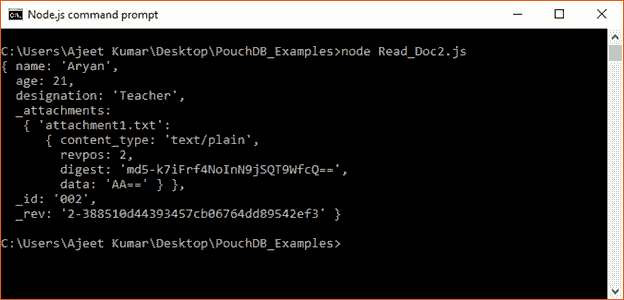 Node.js command prompt
C:\Users\Ajeet Kumar\Desktop\PouchDB_Examples>node Read_Doc2.js
{ name: 'Aryan',
age: 21,
designation: 'Teacher',
_attachments:
{ 'attachment1.txt':
{ content_type: 'text/plain',
revpos: 2,
digest: 'md5-k7iFrf4NoInN9jSQT9WfcQ==',
data: 'AA==' } },
_id: '002',
_rev: '2-388510d44393457cb06764dd89542ef3' }
C:\Users\Ajeet Kumar\Desktop\PouchDB_Examples>